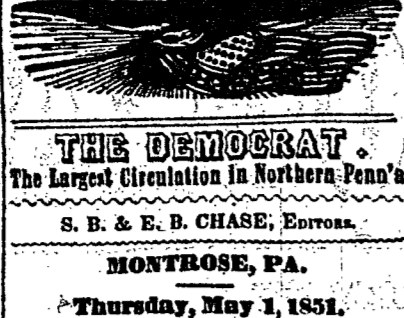 THE DEMOCRAT.
The Largest Circulation in Northern Penn'a
S. B. & E. B. CHASE, EDITORS.
MONTROSE, PA.
Thursday, May 1, 1851.